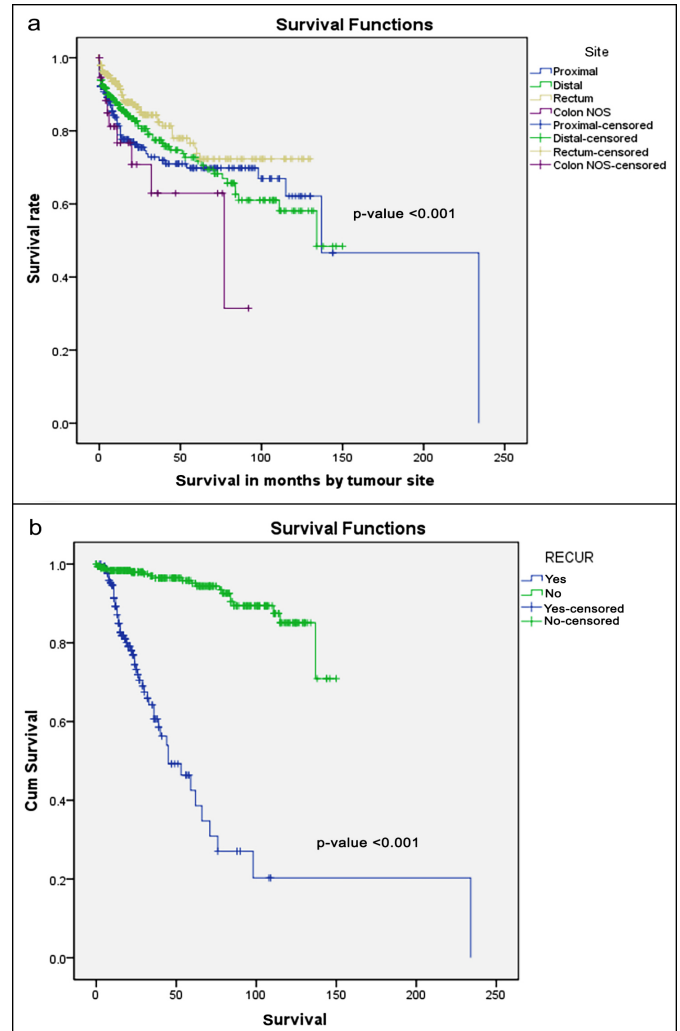 a
Survival Functions
Site
Proximal
Distal
Rectum
Colon NOS
Proximal-censored
Distal-censored
Rectum-censored
Colon NOS-censored
Survival rate
1.0
0.8
0.6
0.4
0.2
0.0
p-value <0.001
0 50 100 150 200 250
Survival in months by tumour site
b
Survival Functions
RECUR
Yes
No
Yes-censored
No-censored
Cum Survival
1.0
0.8
0.6
0.4
0.2
0.0
p-value <0.001
0 50 100 150 200 250
Survival